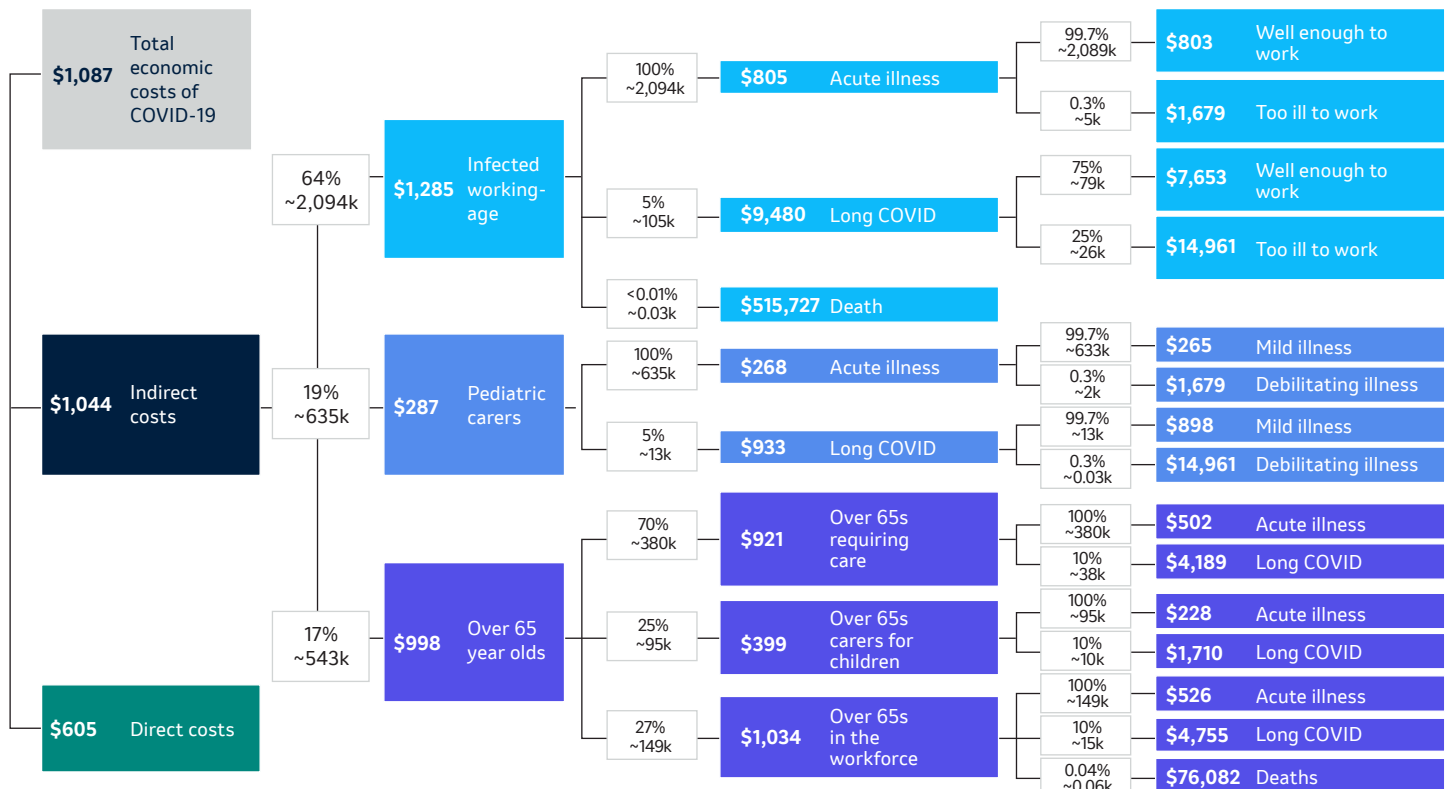 $1,087
Total
economic
costs of
COVID-19
$1,044
Indirect
costs
$605
Direct costs
64%
~2,094k
19%
~635k
17%
~543k
$1,285
Infected
working-
age
$287
Pediatric
carers
$998
Over 65
year olds
100%
~2,094k
$805 Acute illness
5%
~105k
$9,480 Long COVID
<0.01%
~0.03k
$515,727 Death
100%
~635k
$268 Acute illness
5%
~13k
$933 Long COVID
70%
~380k
$921
Over 65s
requiring
care
25%
~95k
$399
Over 65s
carers for
children
27%
~149k
$1,034
Over 65s
in the
workforce
99.7%
~2,089k
$803
Well enough to
work
0.3%
~5k
$1,679 Too ill to work
75%
~79k
$7,653
Well enough to
work
25%
~26k
$14,961 Too ill to work
99.7%
~633k
$265 Mild illness
0.3%
~2k
$1,679 Debilitating illness
99.7%
~13k
$898 Mild illness
0.3%
~0.03k
$14,961 Debilitating illness
100%
~380k
$502 Acute illness
10%
~38k
$4,189 Long COVID
100%
~95k
$228 Acute illness
10%
~10k
$1,710 Long COVID
100%
~149k
$526 Acute illness
10%
~15k
$4,755 Long COVID
0.04%
~0.06k
$76,082 Deaths